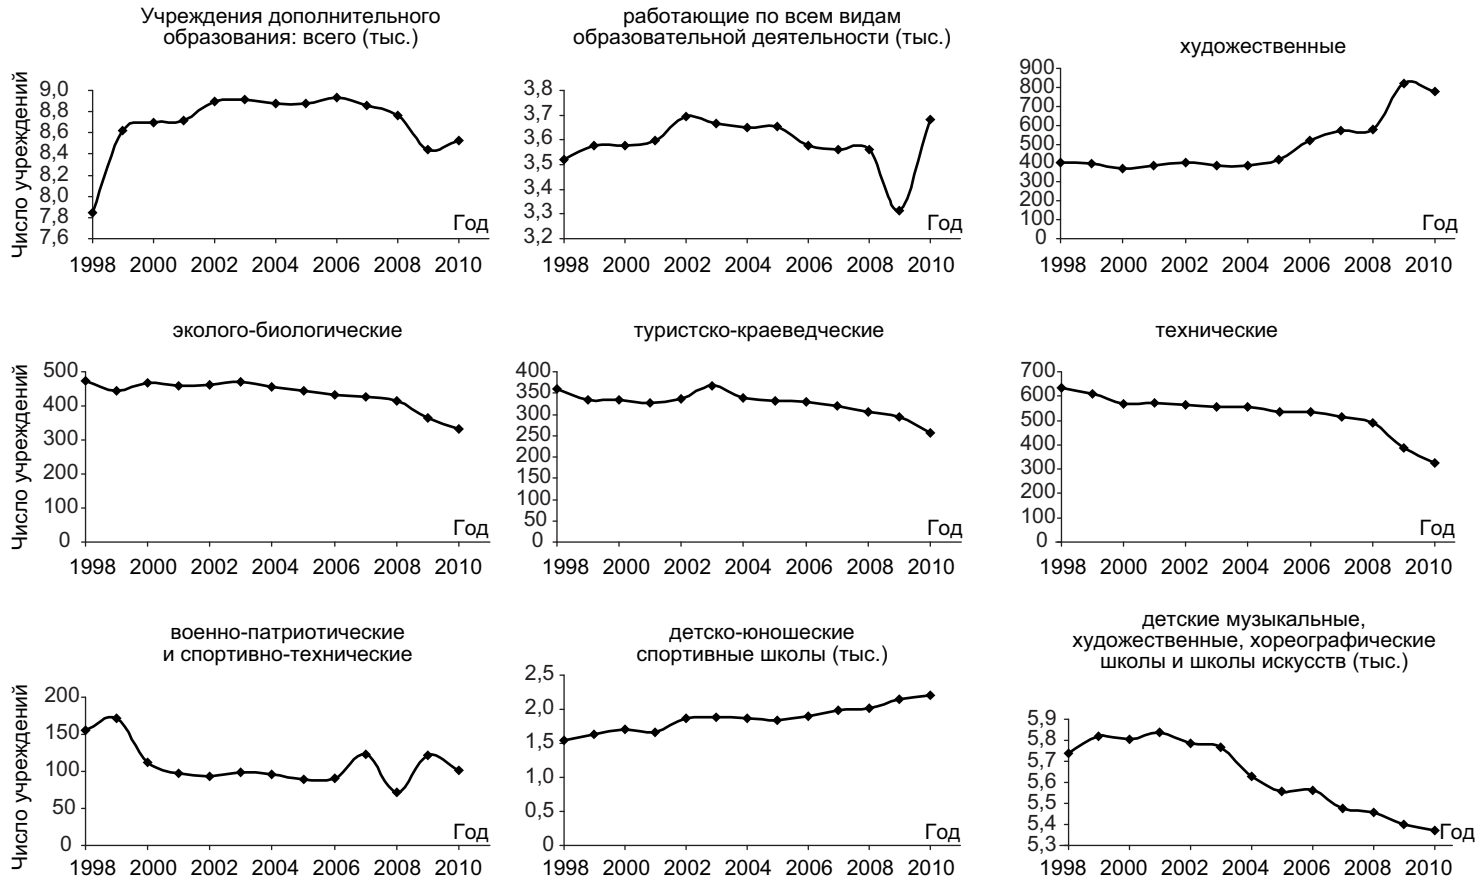 Учреждения дополнительного
образования: всего (тыс.)
Число учреждений
9,0
8,8
8,6
8,4
8,2
8,0
7,8
7,6
Год
1998 2000 2002 2004 2006 2008 2010
работающие по всем видам
образовательной деятельности (тыс.)
3,8
3,7
3,6
3,5
3,4
3,3
3,2
Год
1998 2000 2002 2004 2006 2008 2010
художественные
900
800
700
600
500
400
300
200
100
0
Год
1998 2000 2002 2004 2006 2008 2010
эколого-биологические
Число учреждений
500
400
300
200
100
0
Год
1998 2000 2002 2004 2006 2008 2010
туристско-краеведческие
400
350
300
250
200
150
100
50
0
Год
1998 2000 2002 2004 2006 2008 2010
технические
700
600
500
400
300
200
100
0
Год
1998 2000 2002 2004 2006 2008 2010
военно-патриотические
и спортивно-технические
Число учреждений
200
150
100
50
0
Год
1998 2000 2002 2004 2006 2008 2010
детско-юношеские
спортивные школы (тыс.)
2,5
2,0
1,5
1,0
0,5
0
Год
1998 2000 2002 2004 2006 2008 2010
детские музыкальные,
художественные, хореографические
школы и школы искусств (тыс.)
5,9
5,8
5,7
5,6
5,5
5,4
5,3
Год
1998 2000 2002 2004 2006 2008 2010